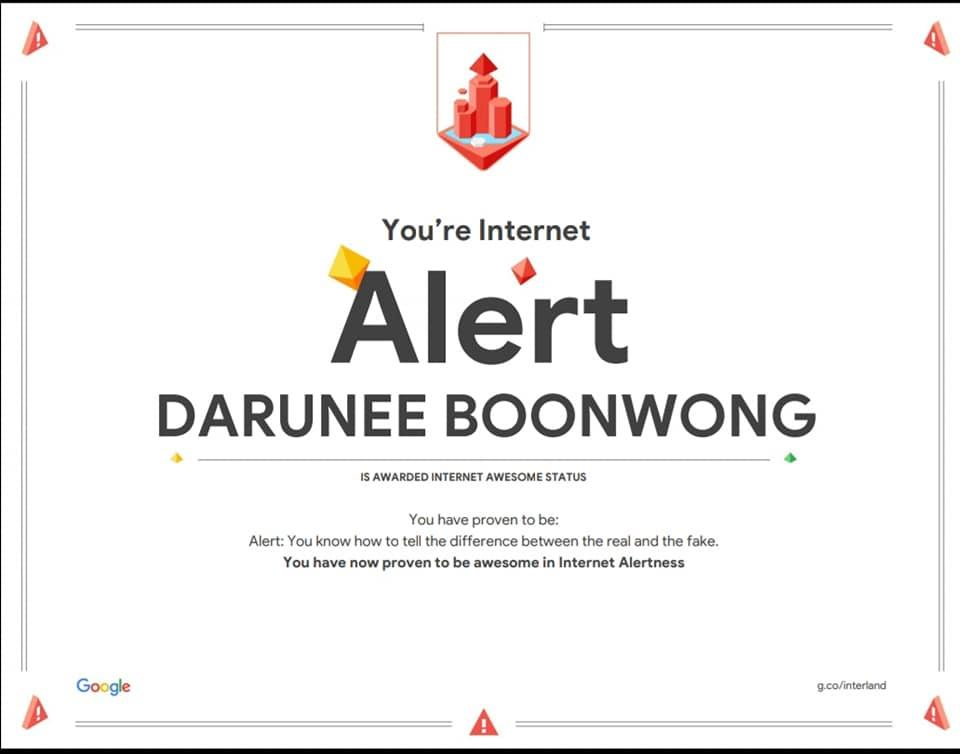 You're Internet
Alert
DARUNEE BOONWONG
IS AWARDED INTERNET AWESOME STATUS
You have proven to be:
Alert: You know how to tell the difference between the real and the fake.
You have now proven to be awesome in Internet Alertness
Google
g.co/interland